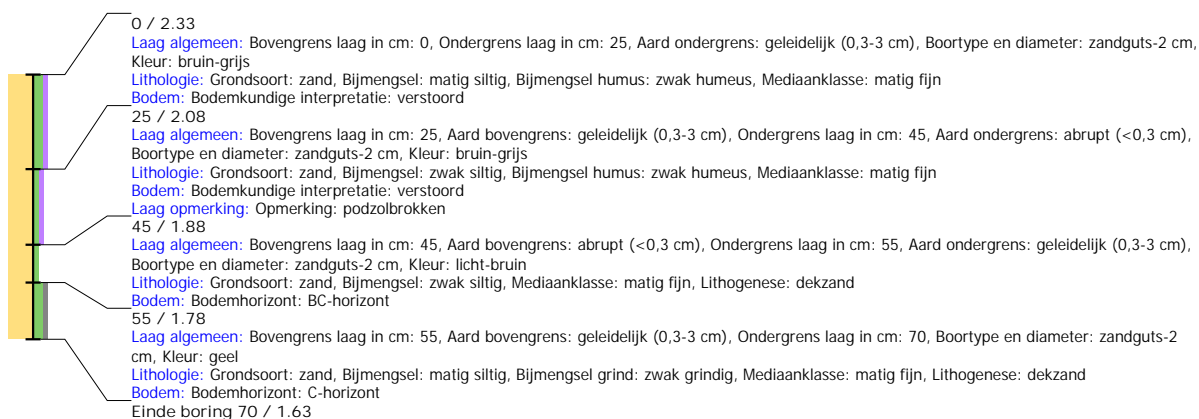 0 / 2.33
Laag algemeen: Bovengrens laag in cm: 0, Ondergrens laag in cm: 25, Aard ondergrens: geleidelijk (0,3-3 cm), Boortype en diameter: zandguts-2 cm,
Kleur: bruin-grijs
Lithologie: Grondsoort: zand, Bijmengsel: matig siltig, Bijmengsel humus: zwak humeus, Mediaanklasse: matig fijn
Bodem: Bodemkundige interpretatie: verstoord
25 / 2.08
Laag algemeen: Bovengrens laag in cm: 25, Aard bovengrens: geleidelijk (0,3-3 cm), Ondergrens laag in cm: 45, Aard ondergrens: abrupt (<0,3 cm),
Boortype en diameter: zandguts-2 cm, Kleur: bruin-grijs
Lithologie: Grondsoort: zand, Bijmengsel: zwak siltig, Bijmengsel humus: zwak humeus, Mediaanklasse: matig fijn
Bodem: Bodemkundige interpretatie: verstoord
Laag opmerking: Opmerking: podzolbrokken
45 / 1.88
Laag algemeen: Bovengrens laag in cm: 45, Aard bovengrens: abrupt (<0,3 cm), Ondergrens laag in cm: 55, Aard ondergrens: geleidelijk (0,3-3 cm),
Boortype en diameter: zandguts-2 cm, Kleur: licht-bruin
Lithologie: Grondsoort: zand, Bijmengsel: zwak siltig, Mediaanklasse: matig fijn, Lithogenese: dekzand
Bodem: Bodemhorizont: BC-horizont
55 / 1.78
Laag algemeen: Bovengrens laag in cm: 55, Aard bovengrens: geleidelijk (0,3-3 cm), Ondergrens laag in cm: 70, Boortype en diameter: zandguts-2
cm, Kleur: geel
Lithologie: Grondsoort: zand, Bijmengsel: matig siltig, Bijmengsel grind: zwak grindig, Mediaanklasse: matig fijn, Lithogenese: dekzand
Bodem: Bodemhorizont: C-horizont
Einde boring 70 / 1.63